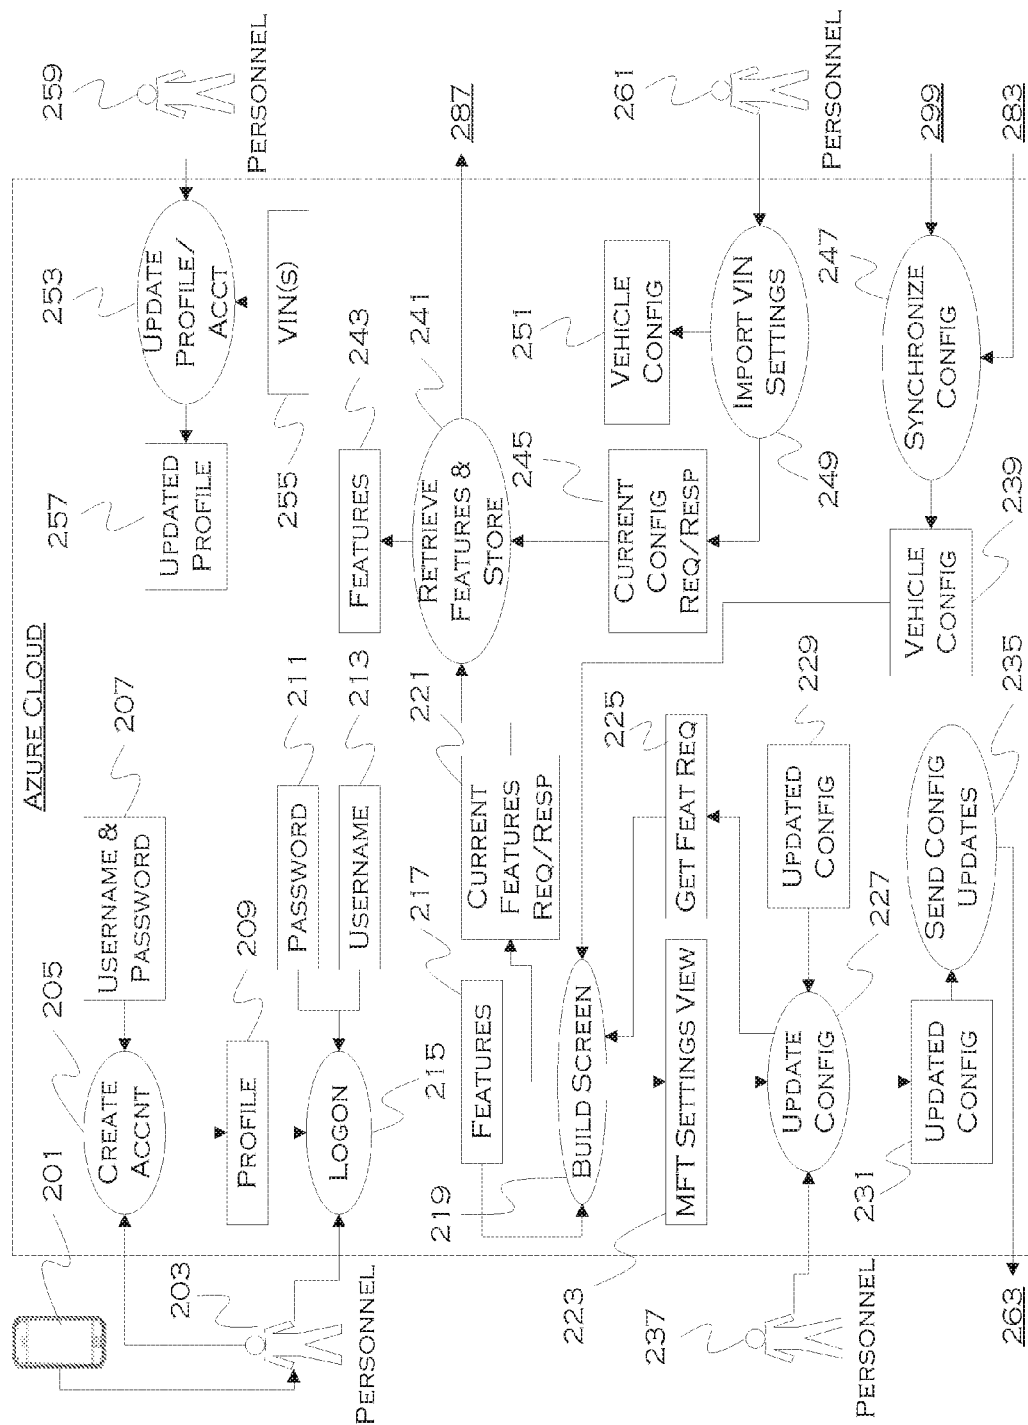 AZURE CLOUD
201
203
PERSONNEL
205
CREATE
ACCNT
207
USERNAME &
PASSWORD
209
PROFILE
211
PASSWORD
213
USERNAME
LOGON
215
217
FEATURES
219
BUILD SCREEN
221
CURRENT
FEATURES
REQ/RESP
223
MFT SETTINGS VIEW
225
GET FEAT REQ
237
PERSONNEL
UPDATE
CONFIG
227
229
UPDATED
CONFIG
231
UPDATED
CONFIG
SEND CONFIG
UPDATES
235
263
253
UPDATE
PROFILE/
ACCT
259
PERSONNEL
257
UPDATED
PROFILE
255
VIN(S)
241
RETRIEVE
FEATURES &
STORE
243
FEATURES
287
245
CURRENT
CONFIG
REQ/RESP
251
VEHICLE
CONFIG
261
PERSONNEL
IMPORT VIN
SETTINGS
249
247
SYNCHRONIZE
CONFIG
299
283
239
VEHICLE
CONFIG